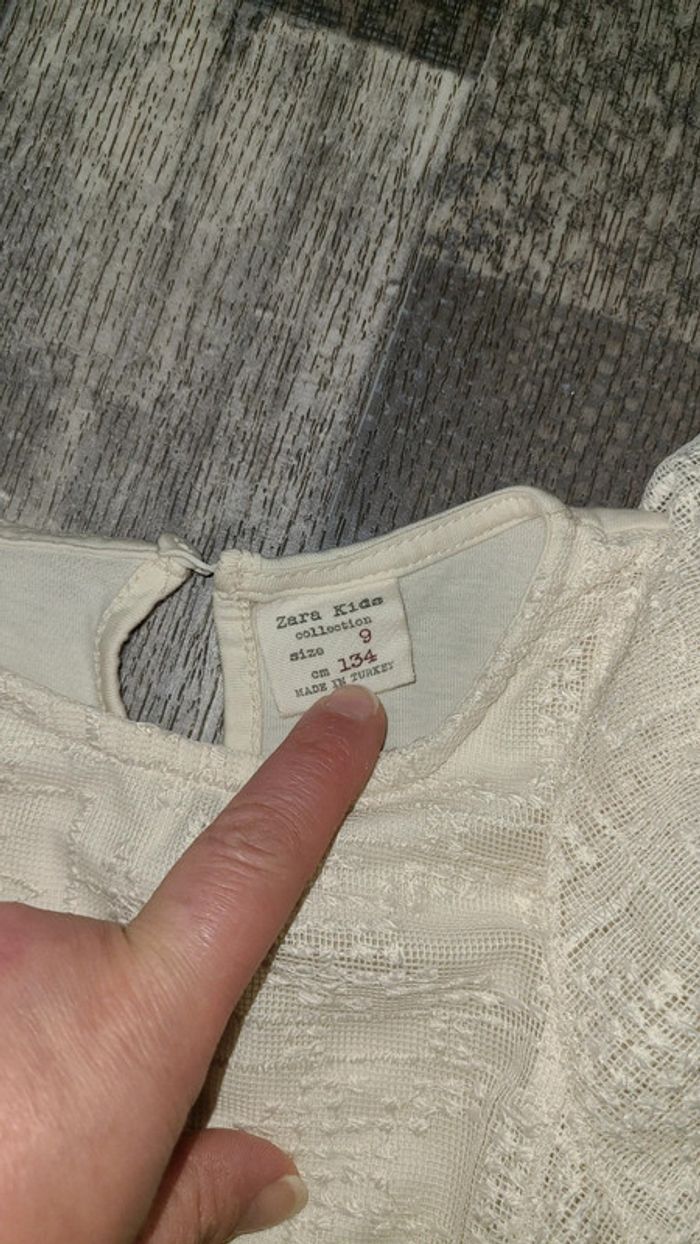 Zara Kids
collection
size 9
cm 134
MADE IN TURKEY